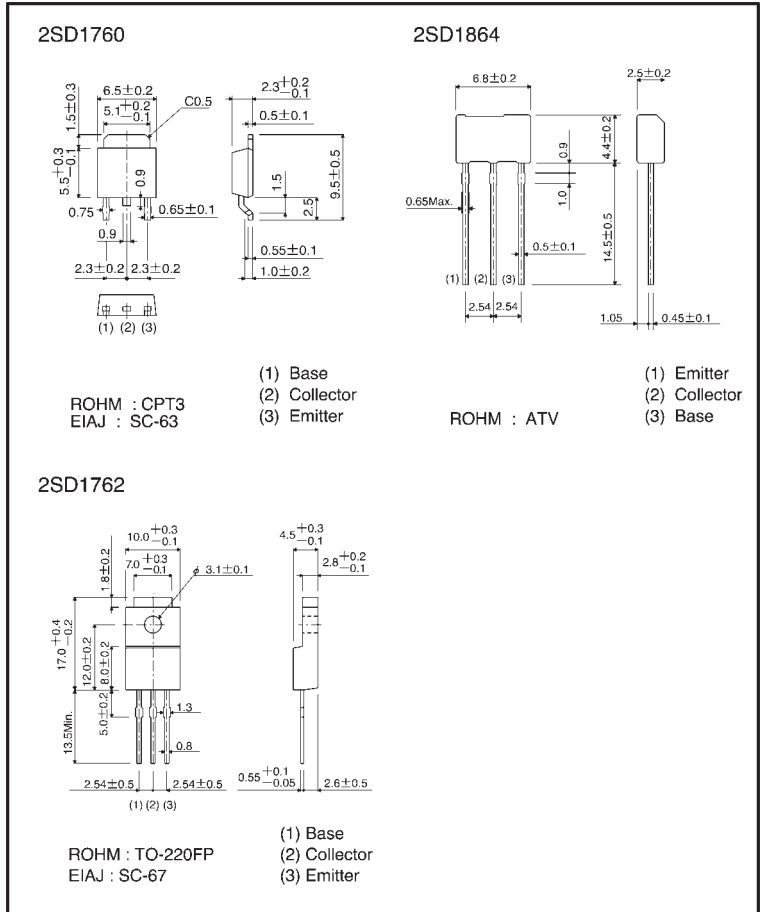 2SD1760
6.5±0.2
5.1 +0.2 −0.1
C0.5
1.5±0.3
5.5 +0.3 −0.1
0.9
0.75
0.65±0.1
0.9
2.3±0.2 2.3±0.2
(1) (2) (3)
2.3 +0.2 −0.1
0.5±0.1
1.5
2.5
9.5±0.5
0.55±0.1
1.0±0.2
ROHM : CPT3
EIAJ : SC-63
(1) Base
(2) Collector
(3) Emitter
2SD1864
6.8±0.2
2.5±0.2
0.9
4.4±0.2
1.0
0.65Max.
14.5±0.5
0.5±0.1
(1) (2) (3)
2.54 2.54
1.05
0.45±0.1
ROHM : ATV
(1) Emitter
(2) Collector
(3) Base
2SD1762
10.0 +0.3 −0.1
7.0 +0.3 −0.1
1.8±0.2
ϕ 3.1±0.1
17.0 +0.4 −0.2
12.0±0.2
8.0±0.2
5.0±0.2
13.5Min.
1.3
0.8
2.54±0.5 2.54±0.5
(1) (2) (3)
4.5 +0.3 −0.1
2.8 +0.2 −0.1
0.55 +0.1 −0.05
2.6±0.5
ROHM : TO-220FP
EIAJ : SC-67
(1) Base
(2) Collector
(3) Emitter